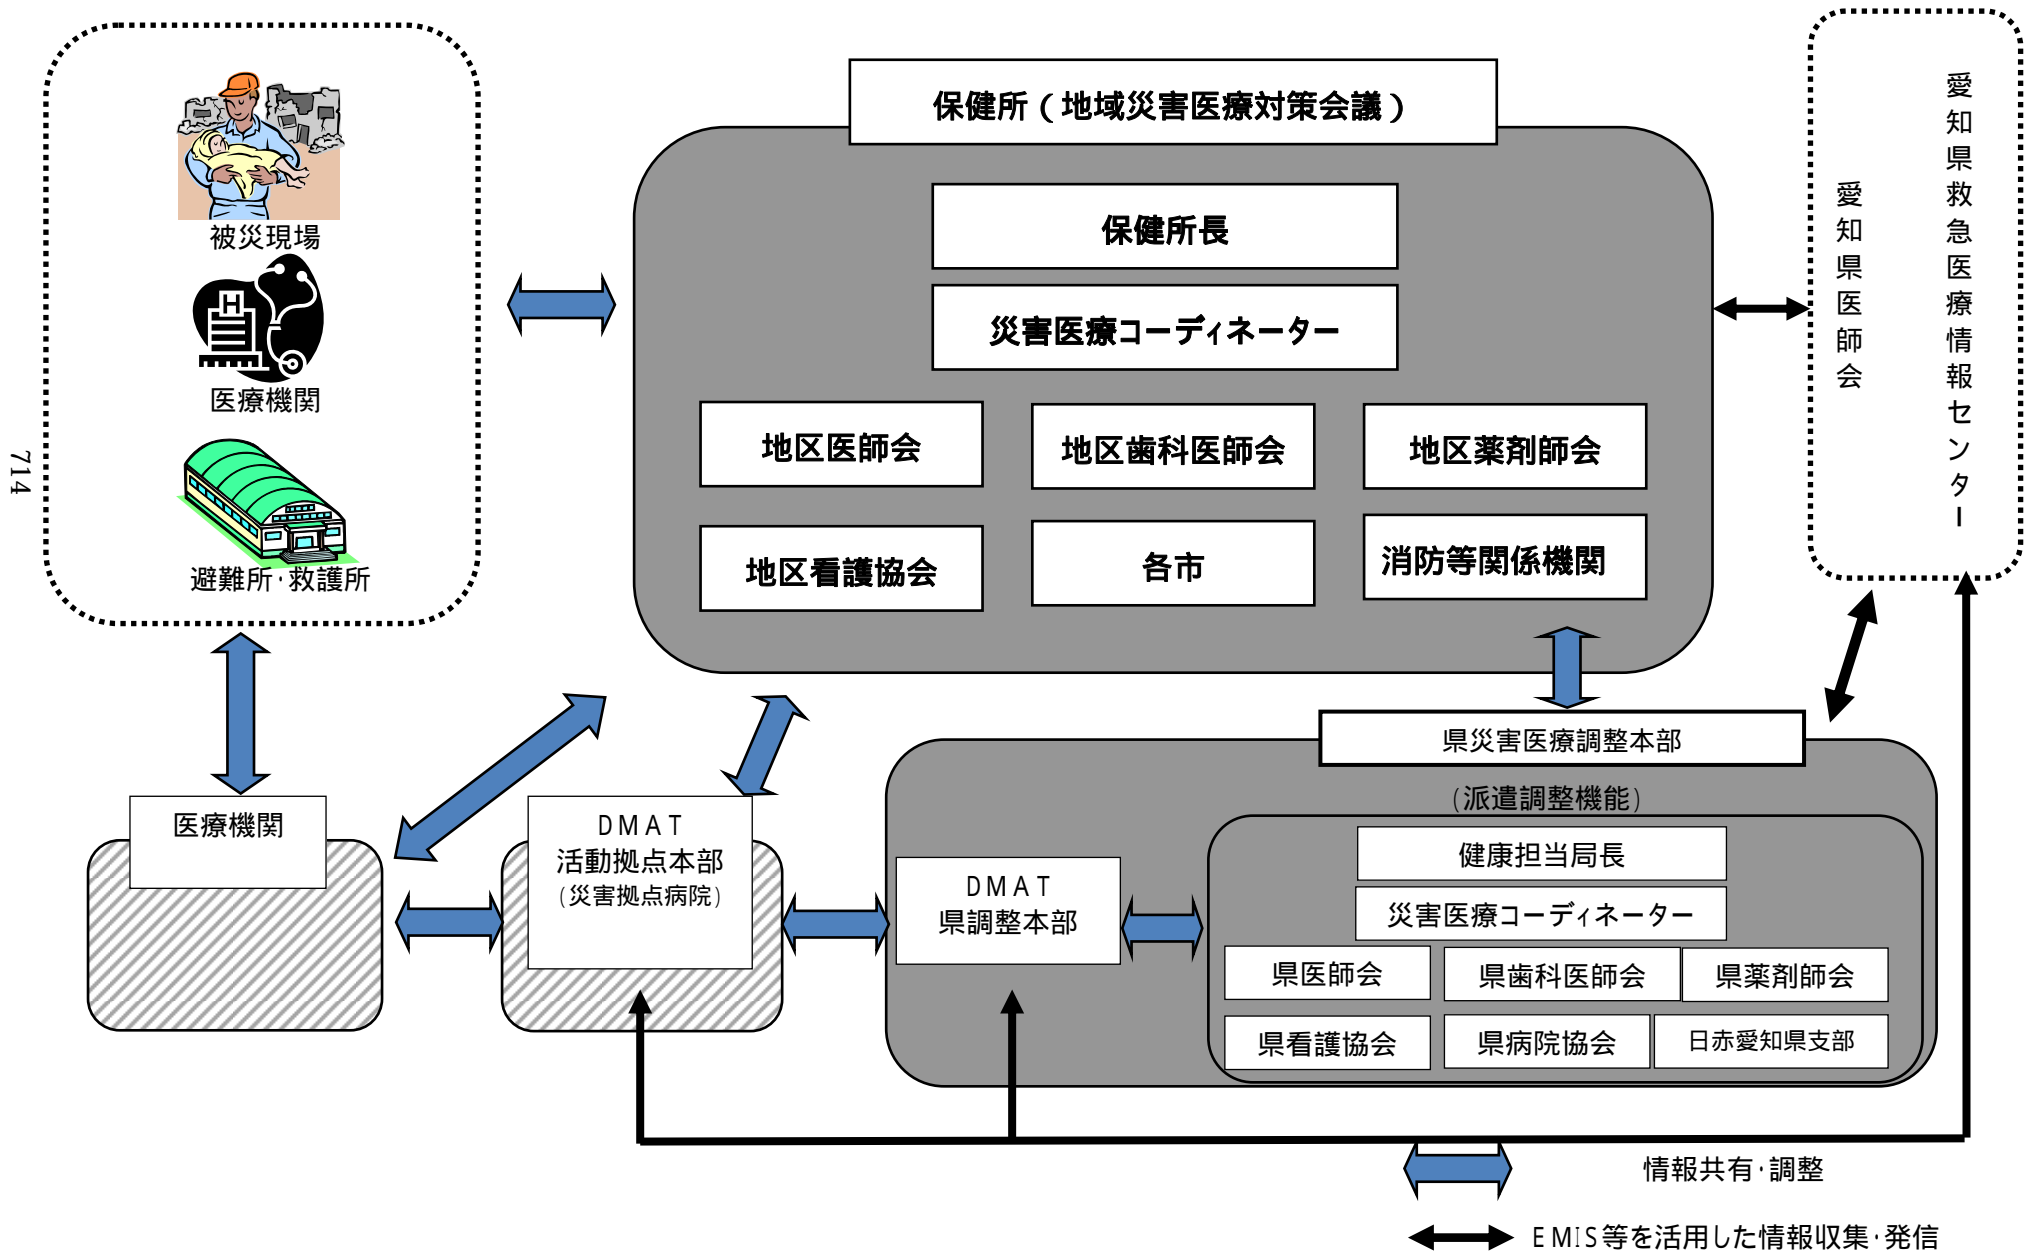 714
被災現場
H
医療機関
避難所・救護所
保健所（地域災害医療対策会議）
保健所長
災害医療コーディネーター
地区医師会
地区歯科医師会
地区薬剤師会
地区看護協会
各市
消防等関係機関
愛知県救急医療情報センター
愛知県医師会
医療機関
DMAT
活動拠点本部
(災害拠点病院)
県災害医療調整本部
(派遣調整機能)
DMAT
県調整本部
健康担当局長
災害医療コーディネーター
県医師会
県歯科医師会
県薬剤師会
県看護協会
県病院協会
日赤愛知県支部
情報共有・調整
EMIS等を活用した情報収集・発信